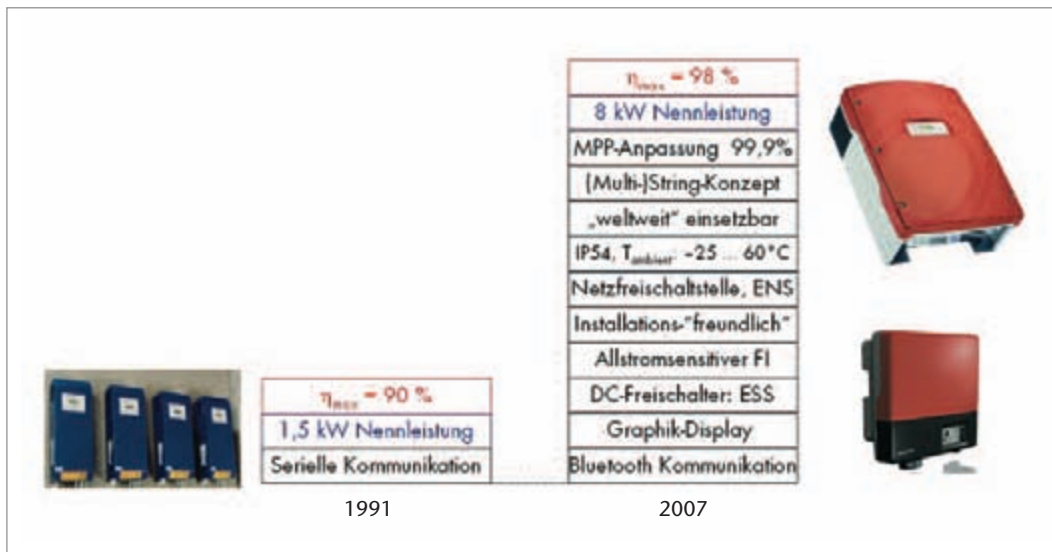 η_max = 90 %
1,5 kW Nennleistung
Serielle Kommunikation
1991
η_max = 98 %
8 kW Nennleistung
MPP-Anpassung 99,9%
(Multi-)String-Konzept
„weltweit“ einsetzbar
IP54, T_ambient: -25 ... 60°C
Netzfreischaltstelle, ENS
Installations-"freundlich"
Allstromsensitiver FI
DC-Freischalter: ESS
Graphik-Display
Bluetooth Kommunikation
2007